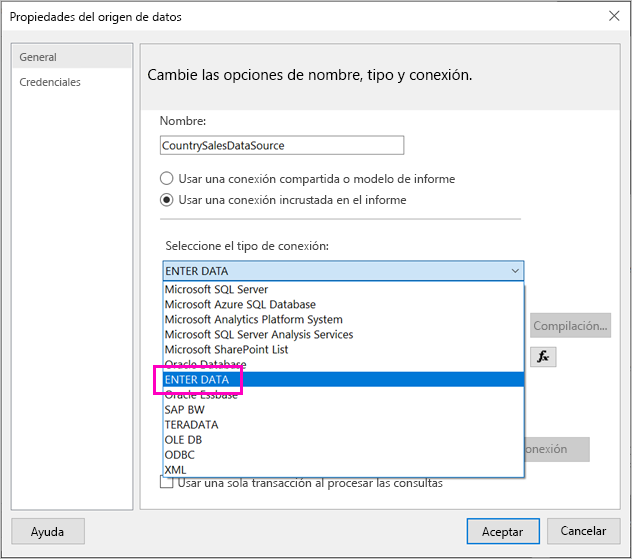 Propiedades del origen de datos
General
Credenciales
Cambie las opciones de nombre, tipo y conexión.
Nombre:
CountrySalesDataSource
Usar una conexión compartida o modelo de informe
Usar una conexión incrustada en el informe
Seleccione el tipo de conexión:
ENTER DATA
Microsoft SQL Server
Microsoft Azure SQL Database
Microsoft Analytics Platform System
Microsoft SQL Server Analysis Services
Microsoft SharePoint List
Oracle Database
ENTER DATA
Oracle Essbase
SAP BW
TERADATA
OLE DB
ODBC
XML
Compilación...
fx
onexión
Usar una sola transacción al procesar las consultas
Ayuda
Aceptar
Cancelar